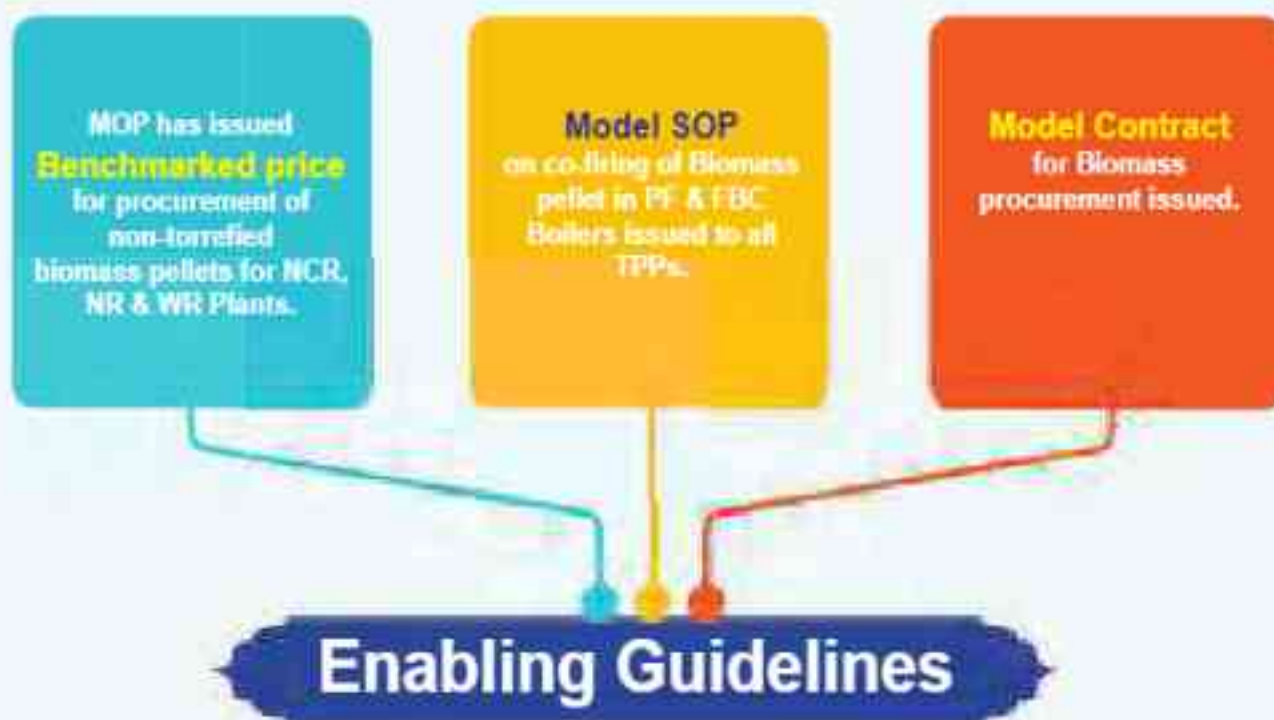 MOP has issued
Benchmarked price
for procurement of
non-torrefied
biomass pellets for NCR,
NR & WR Plants.
Model SOP
on co-firing of Biomass
pellet in PF & FBC
Boilers issued to all
TPPs.
Model Contract
for Biomass
procurement issued.
Enabling Guidelines